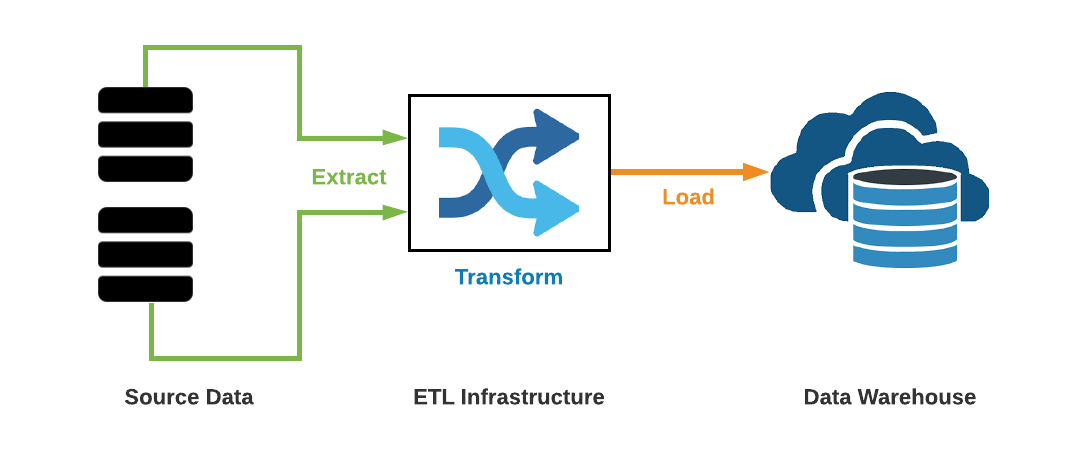 Extract
Load
Transform
Source Data
ETL Infrastructure
Data Warehouse